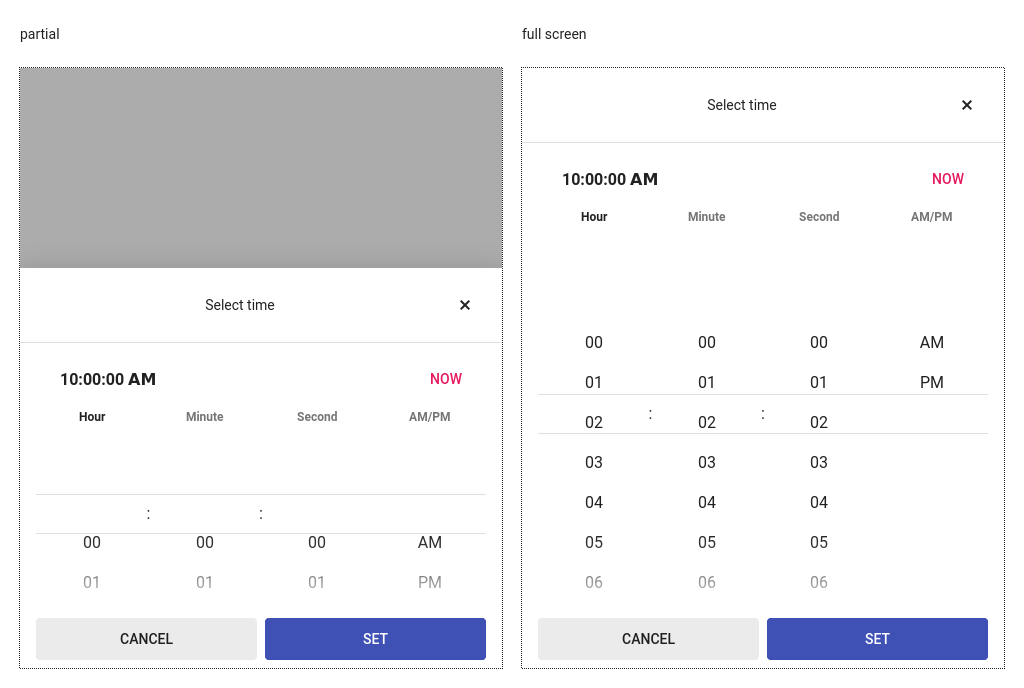 partial
Select time ×
10:00:00 AM NOW
Hour Minute Second AM/PM
: :
00 00 00 AM
01 01 01 PM
CANCEL SET
full screen
Select time ×
10:00:00 AM NOW
Hour Minute Second AM/PM
00 00 00 AM
01 01 01 PM
02 : 02 : 02
03 03 03
04 04 04
05 05 05
06 06 06
CANCEL SET